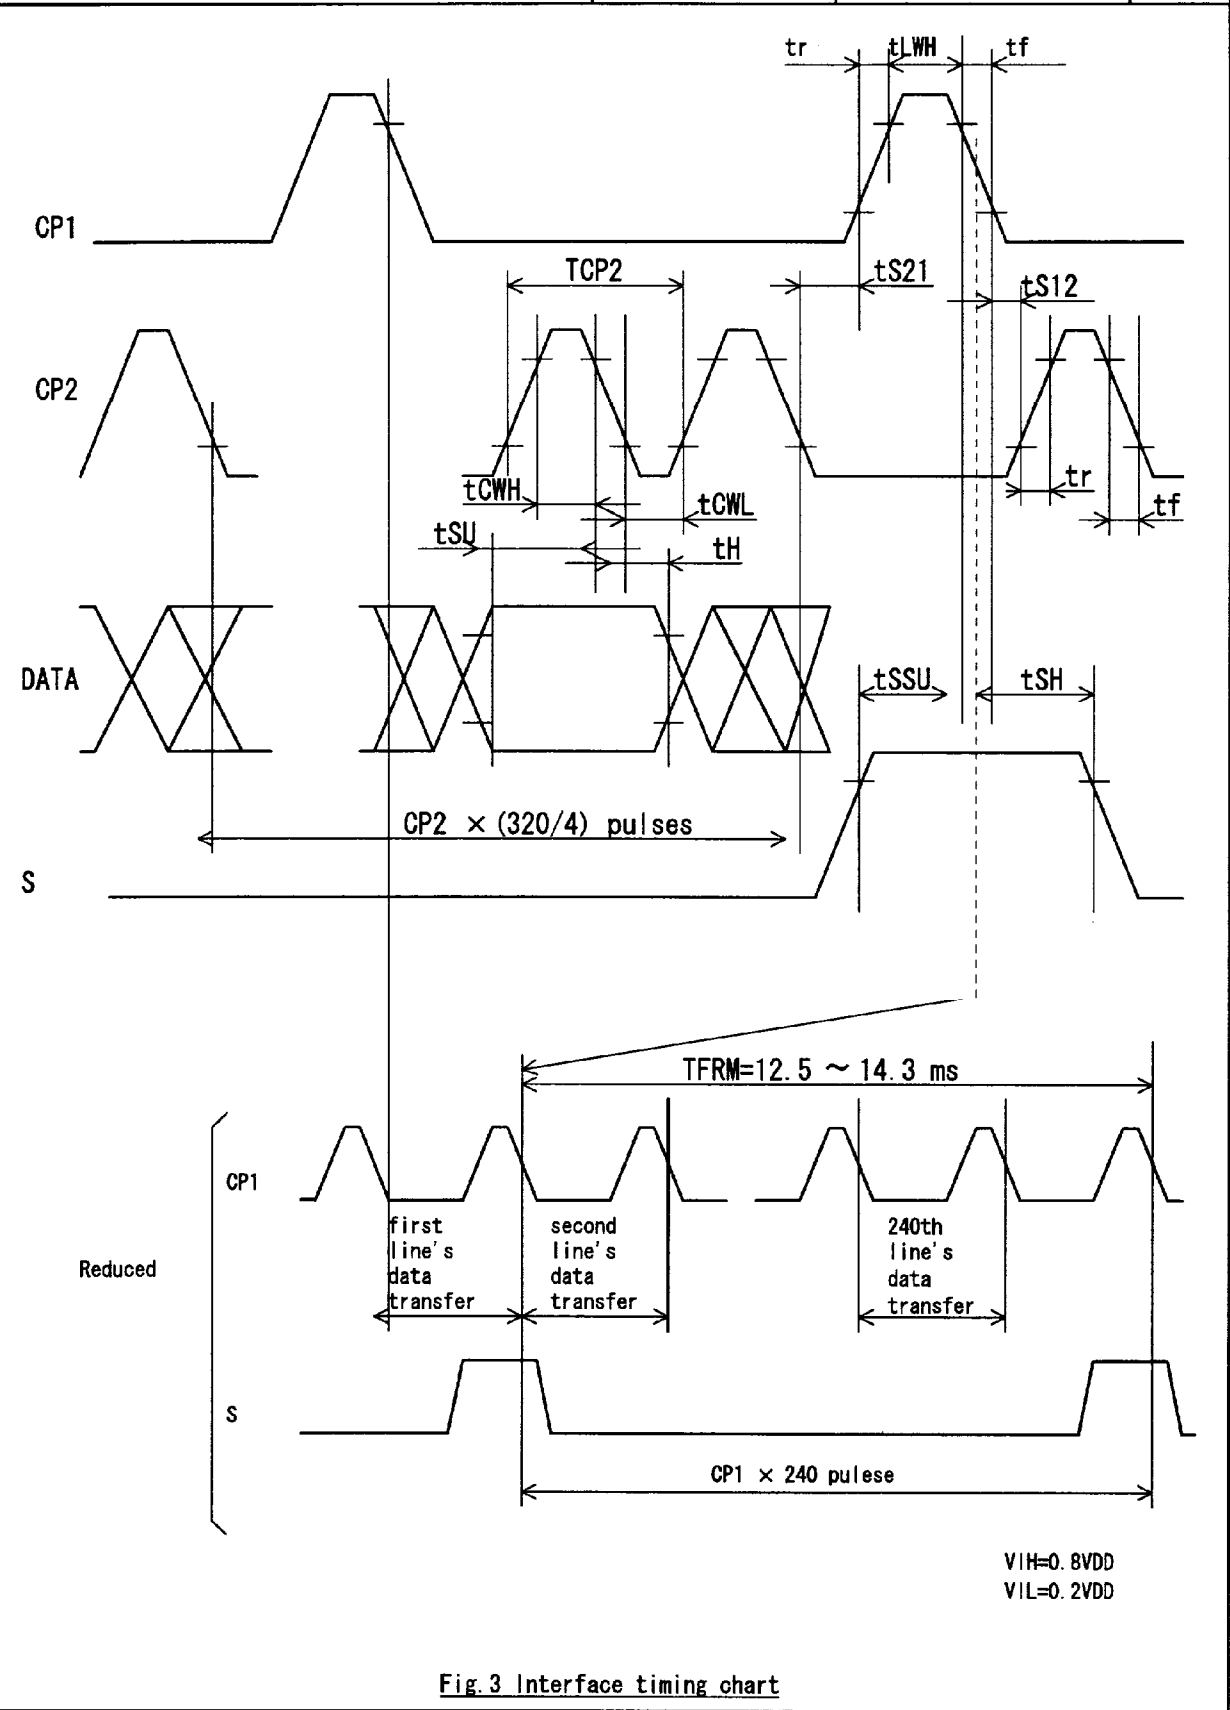 tr tLWH tf
CP1
TCP2 tS21
tS12
CP2
tCWH tCWL tr tf
tSU tH
DATA
tSSU tSH
CP2 × (320/4) pulses
S
TFRM=12.5 ～ 14.3 ms
CP1
first
line's
data
transfer
second
line's
data
transfer
240th
line's
data
transfer
Reduced
S
CP1 × 240 pulese
VIH=0.8VDD
VIL=0.2VDD
Fig.3 Interface timing chart